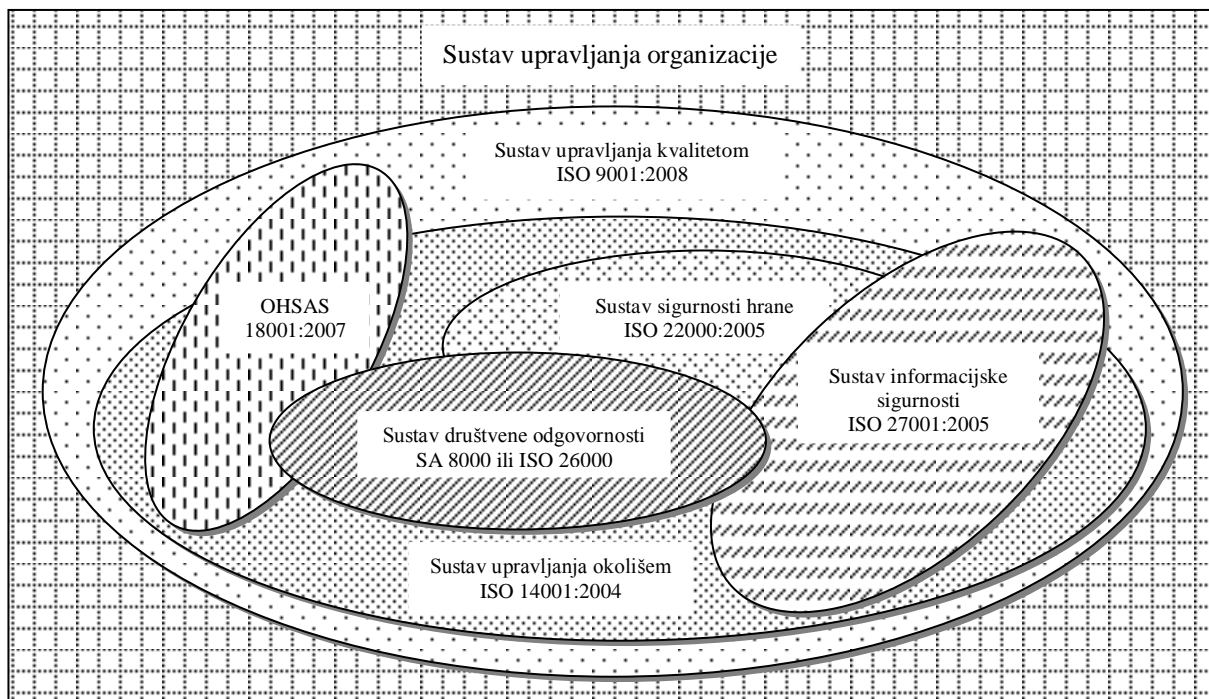 Sustav upravljanja organizacije
Sustav upravljanja kvalitetom
ISO 9001:2008
OHSAS
18001:2007
Sustav sigurnosti hrane
ISO 22000:2005
Sustav informacijske
sigurnosti
ISO 27001:2005
Sustav društvene odgovornosti
SA 8000 ili ISO 26000
Sustav upravljanja okolišem
ISO 14001:2004